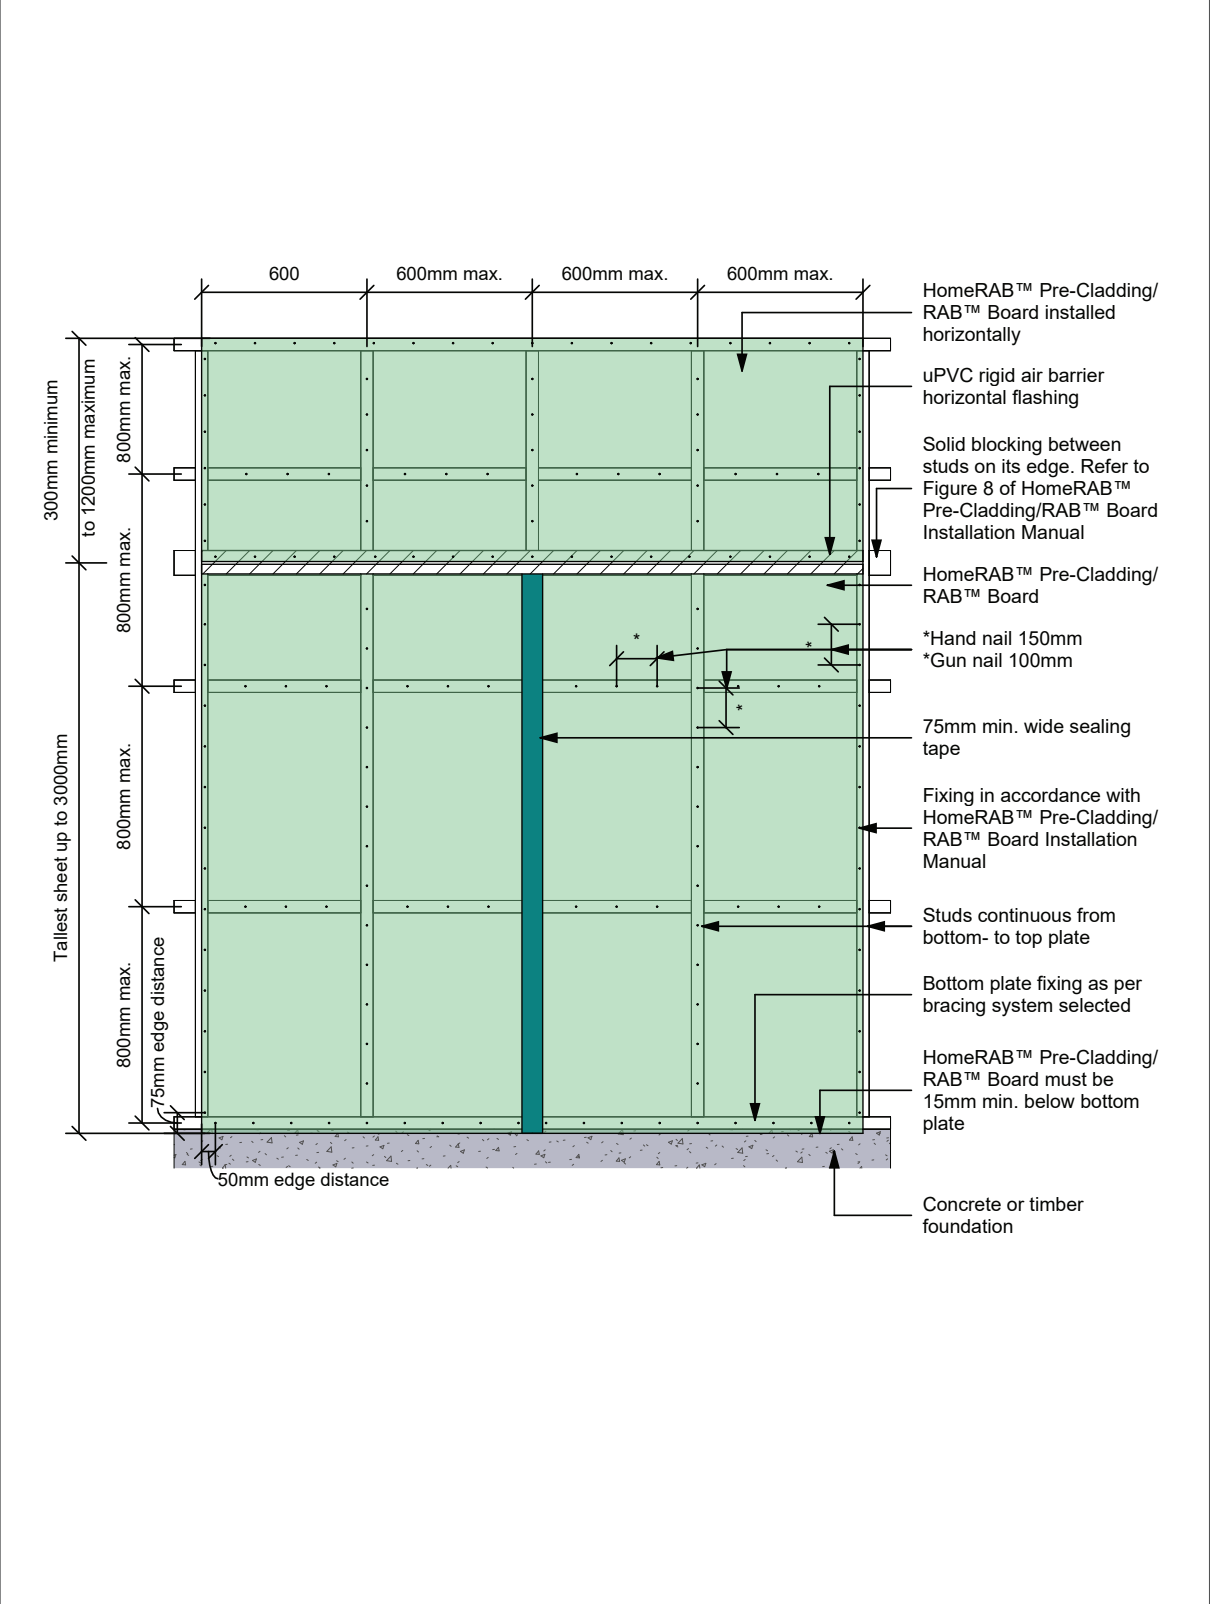 600
600mm max.
600mm max.
600mm max.
HomeRAB™ Pre-Cladding/
RAB™ Board installed
horizontally
uPVC rigid air barrier
horizontal flashing
Solid blocking between
studs on its edge. Refer to
Figure 8 of HomeRAB™
Pre-Cladding/RAB™ Board
Installation Manual
HomeRAB™ Pre-Cladding/
RAB™ Board
*Hand nail 150mm
*Gun nail 100mm
75mm min. wide sealing
tape
Fixing in accordance with
HomeRAB™ Pre-Cladding/
RAB™ Board Installation
Manual
Studs continuous from
bottom- to top plate
Bottom plate fixing as per
bracing system selected
HomeRAB™ Pre-Cladding/
RAB™ Board must be
15mm min. below bottom
plate
Concrete or timber
foundation
300mm minimum
to 1200mm maximum
800mm max.
800mm max.
Tallest sheet up to 3000mm
800mm max.
800mm max.
75mm edge distance
50mm edge distance
*
*
*